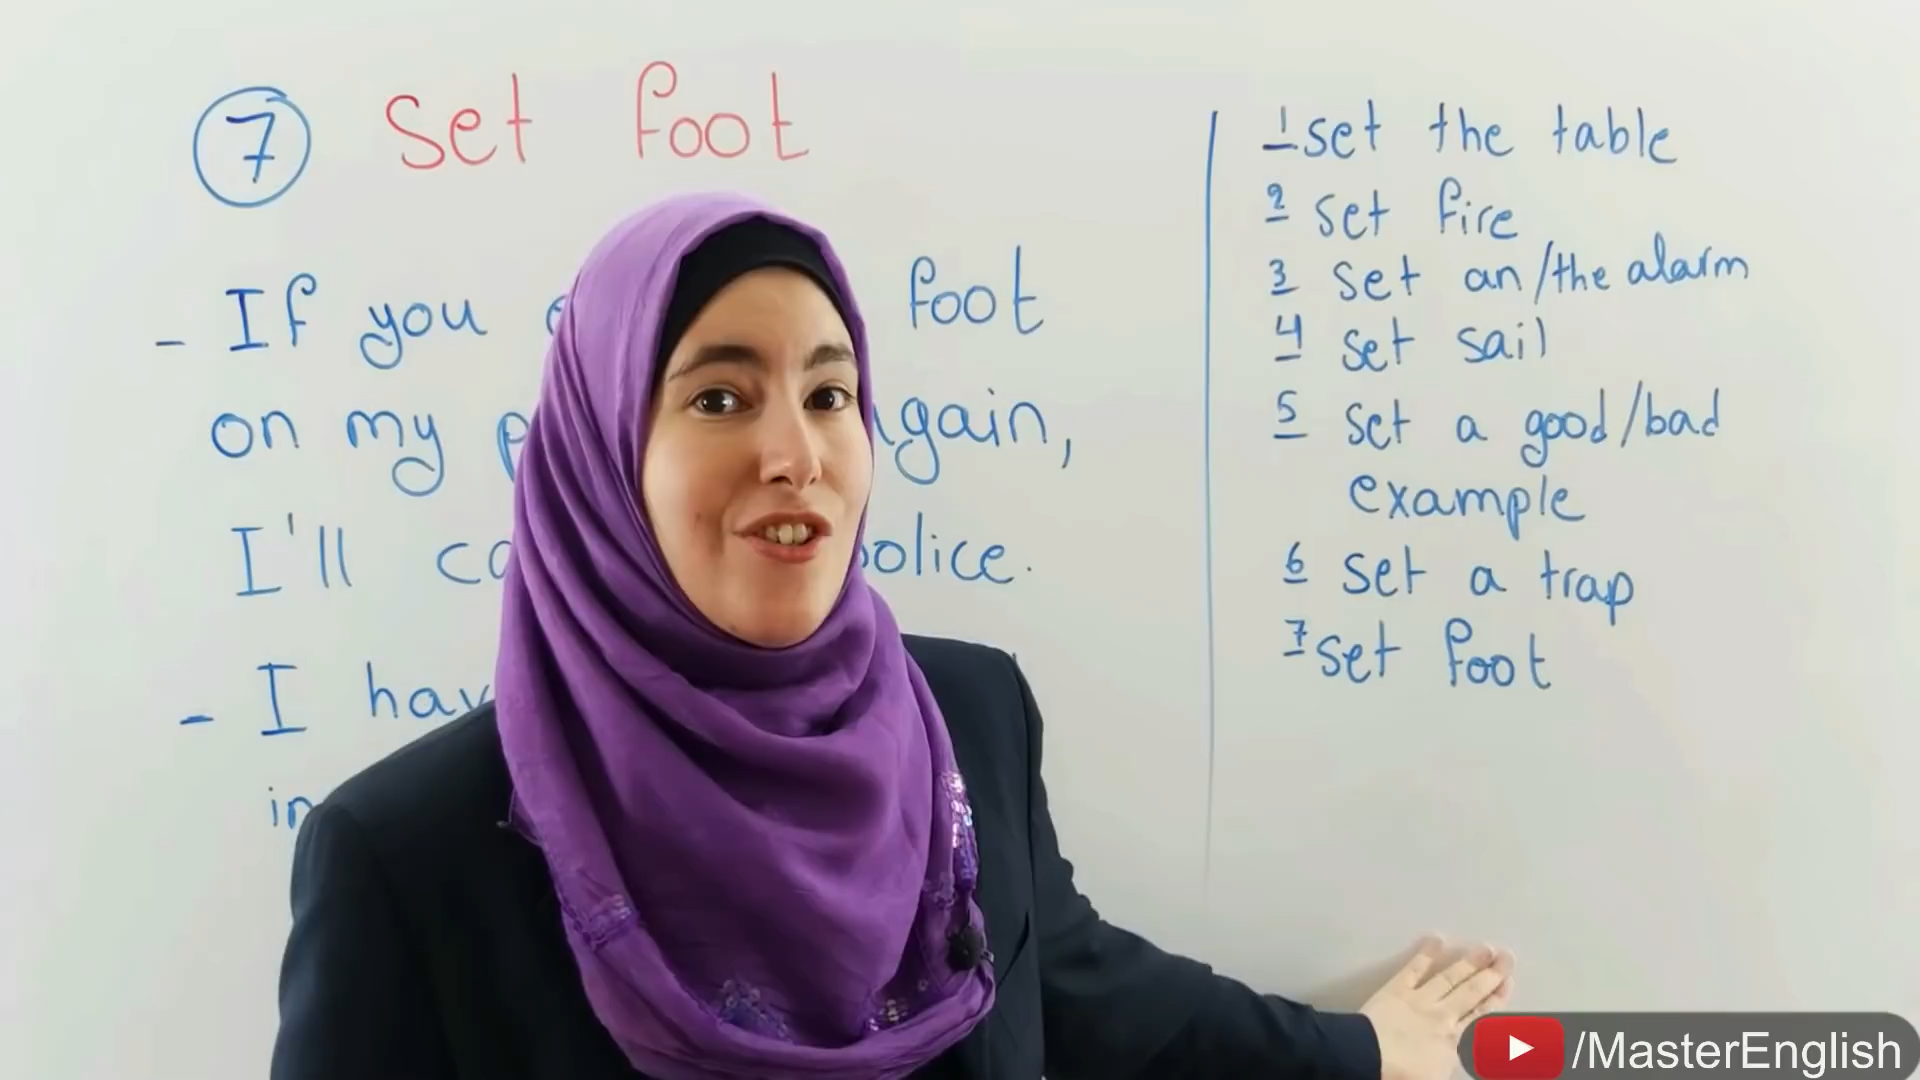 7 Set foot
- If you foot
on my again,
I'll police.
- I
1 set the table
2 set fire
3 set an/the alarm
4 set sail
5 set a good/bad
example
6 set a trap
7 set foot
/MasterEnglish